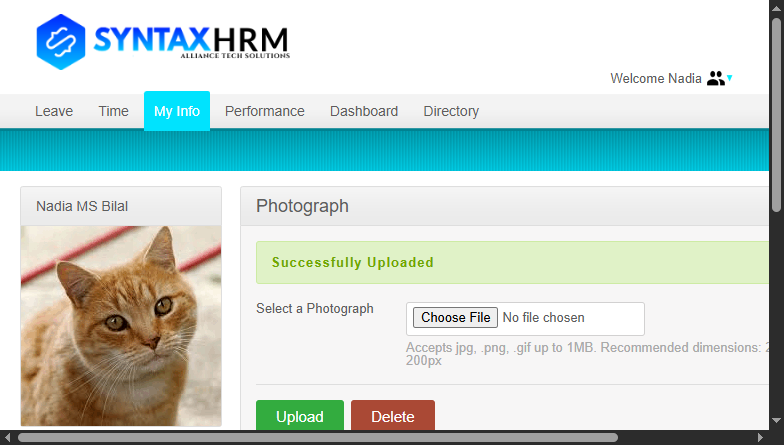 SYNTAXHRM
ALLIANCE TECH SOLUTIONS
Welcome Nadia
Leave Time My Info Performance Dashboard Directory
Nadia MS Bilal
Photograph
Successfully Uploaded
Select a Photograph
Choose File No file chosen
Accepts jpg, .png, .gif up to 1MB. Recommended dimensions:
200px
Upload Delete